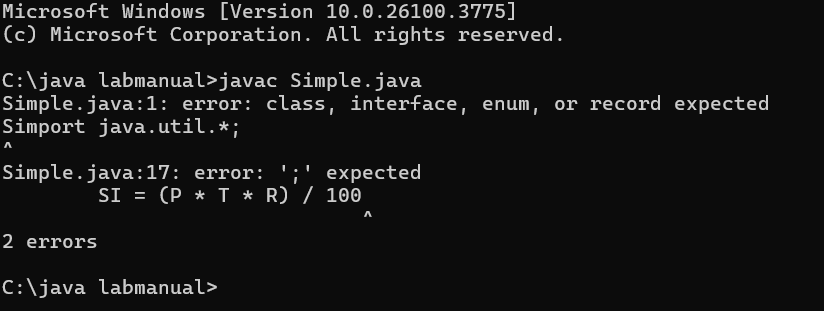 Microsoft Windows [Version 10.0.26100.3775]
(c) Microsoft Corporation. All rights reserved.
C:\java labmanual>javac Simple.java
Simple.java:1: error: class, interface, enum, or record expected
Simport java.util.*;
^
Simple.java:17: error: ';' expected
SI = (P * T * R) / 100
^
2 errors
C:\java labmanual>